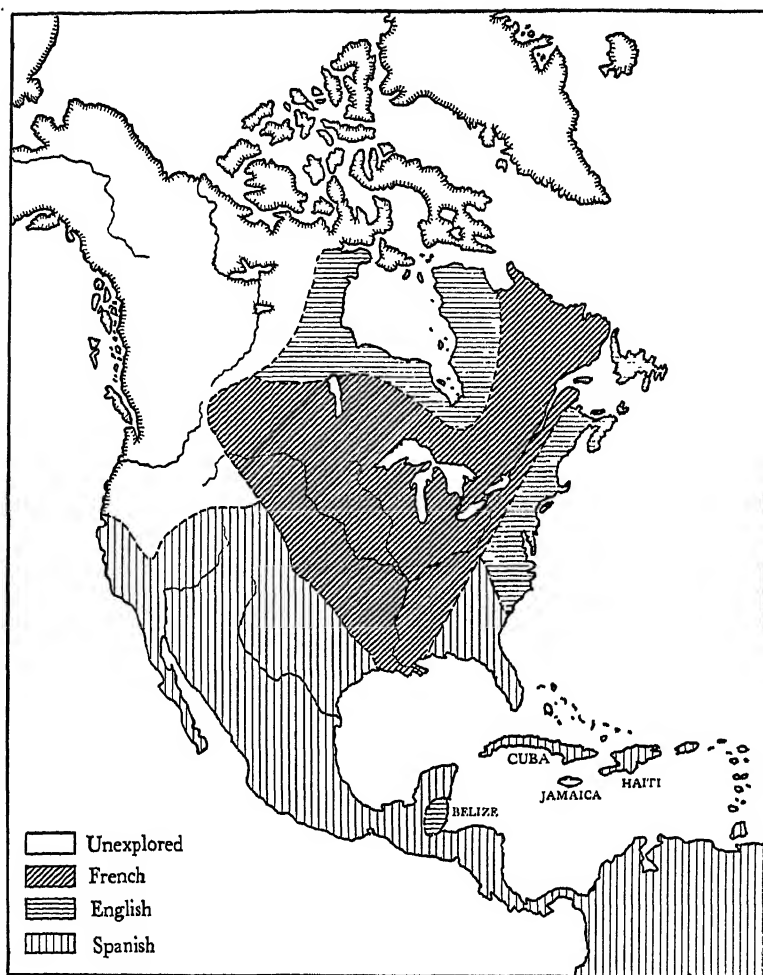 CUBA
HAITI
JAMAICA
BELIZE
Unexplored
French
English
Spanish